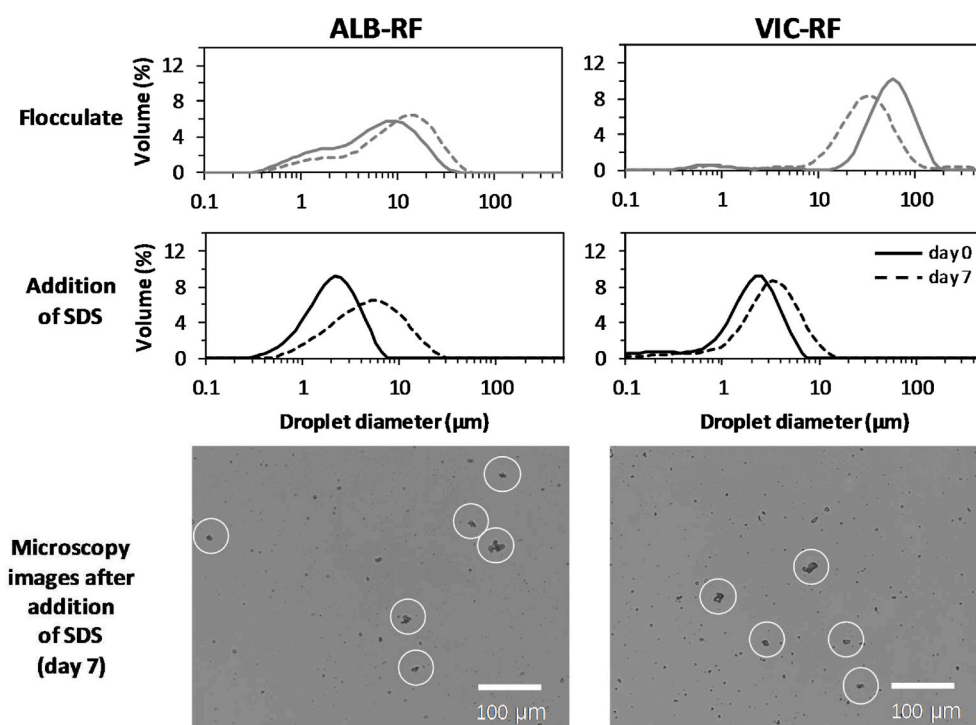 ALB-RF
VIC-RF
Flocculate
Volume (%)
12
8
4
0
0.1
1
10
100
12
8
4
0
0.1
1
10
100
Addition
of SDS
Volume (%)
12
8
4
0
0.1
1
10
100
Droplet diameter (µm)
12
8
4
0
0.1
1
10
100
Droplet diameter (µm)
day 0
day 7
Microscopy
images after
addition
of SDS
(day 7)
100 µm
100 µm